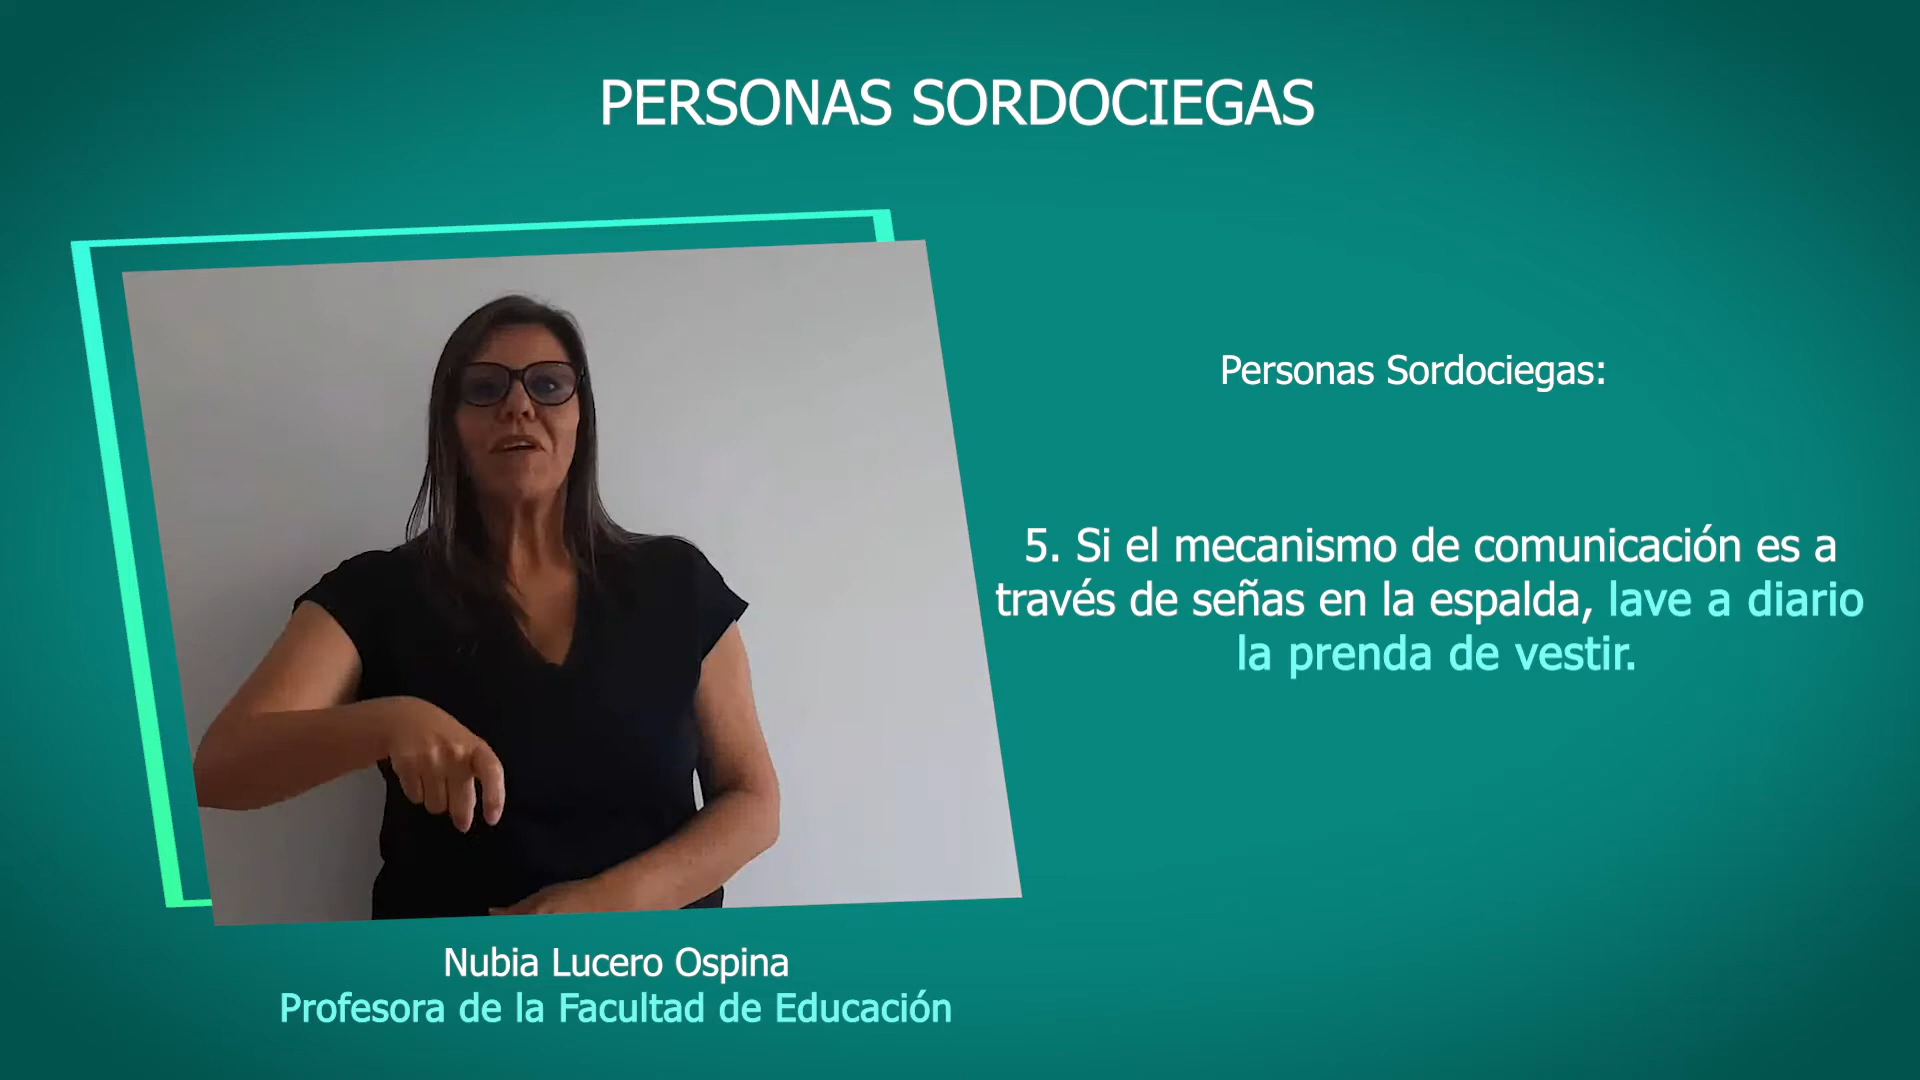 PERSONAS SORDOCIEGAS
Personas Sordociegas:
5. Si el mecanismo de comunicación es a
través de señas en la espalda, lave a diario
la prenda de vestir.
Nubia Lucero Ospina
Profesora de la Facultad de Educación